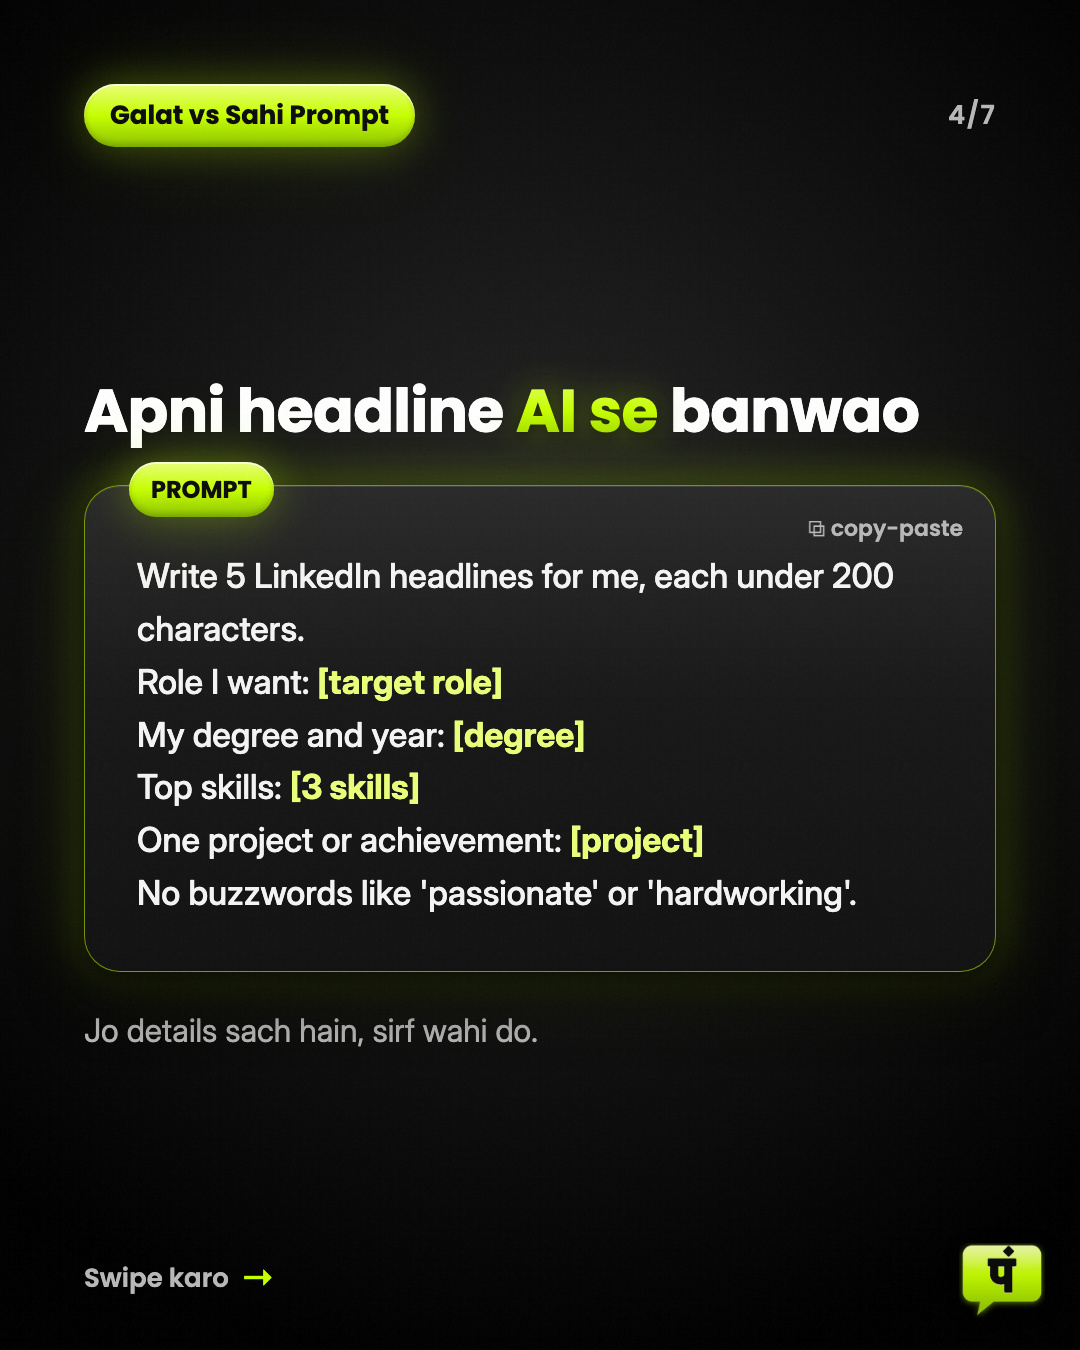 Galat vs Sahi Prompt
4/7
Apni headline AI se banwao
PROMPT
copy-paste
Write 5 LinkedIn headlines for me, each under 200
characters.
Role I want: [target role]
My degree and year: [degree]
Top skills: [3 skills]
One project or achievement: [project]
No buzzwords like 'passionate' or 'hardworking'.
Jo details sach hain, sirf wahi do.
Swipe karo →
पं